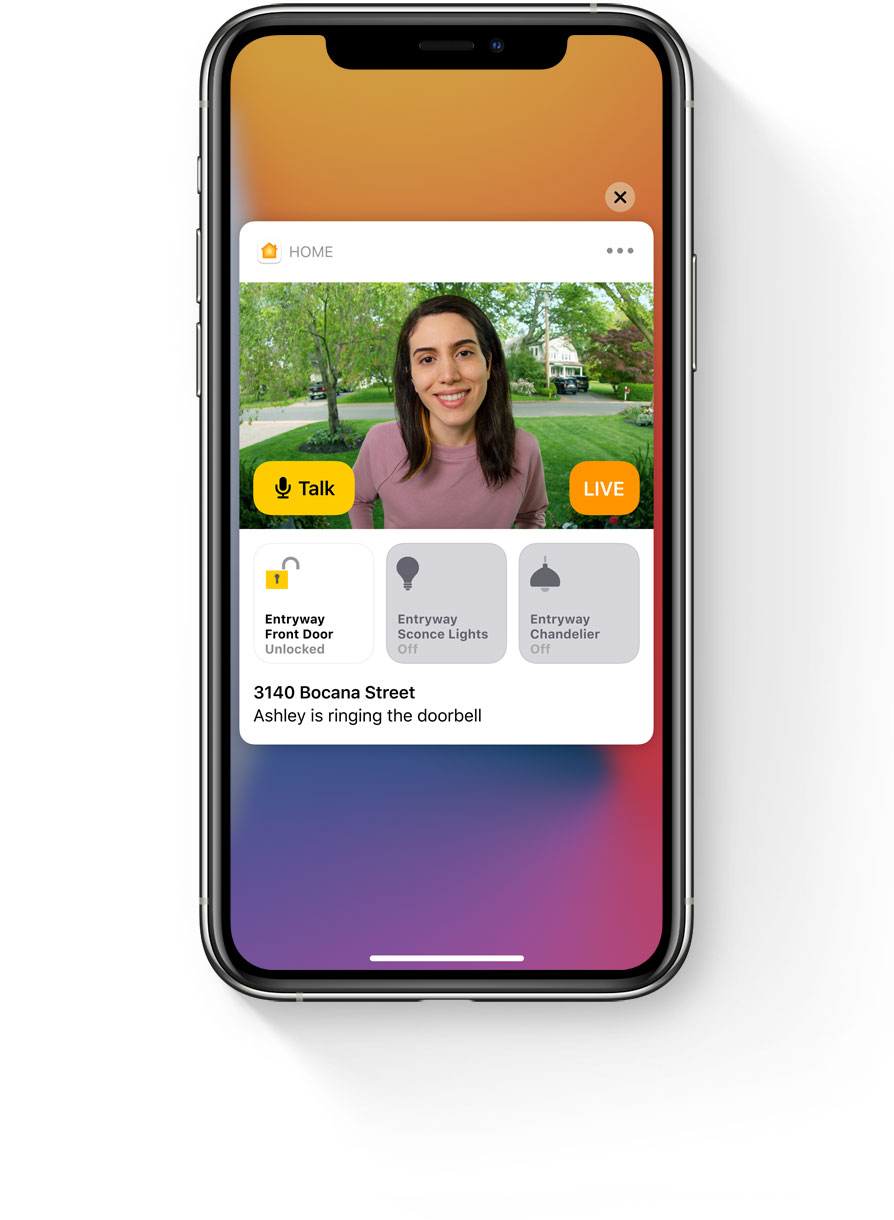 HOME
Talk
LIVE
Entryway
Front Door
Unlocked
Entryway
Sconce Lights
Off
Entryway
Chandelier
Off
3140 Bocana Street
Ashley is ringing the doorbell